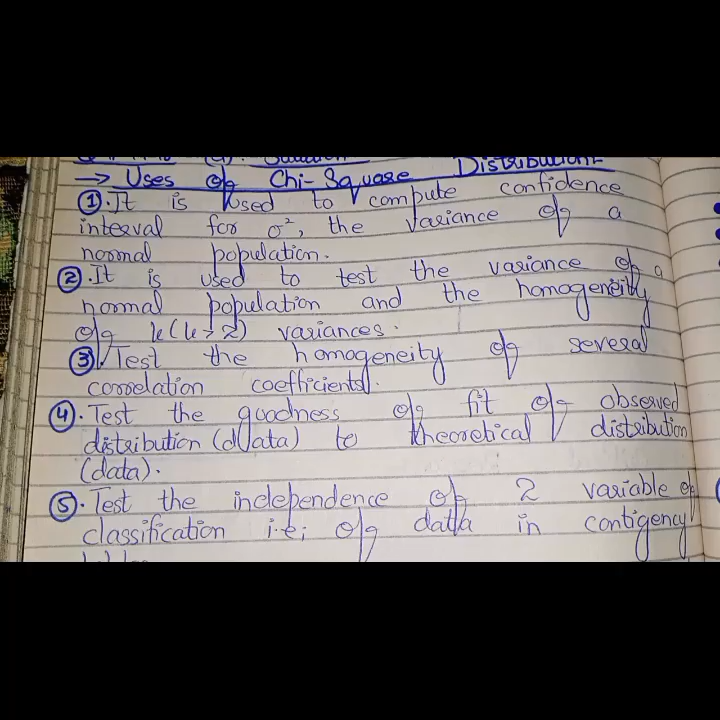 Distribution:-
→ Uses of Chi-Square
①. It is used to compute confidence
interval for σ², the variance of a
normal population.
②. It is used to test the variance of a
normal population and the homogeneity
of k(k>2) variances.
③. Test the homogeneity of several
correlation coefficients.
④. Test the goodness of fit of observed
distribution (data) to theoretical distribution
(data).
⑤. Test the independence of 2 variable of
classification i.e; of data in contigency